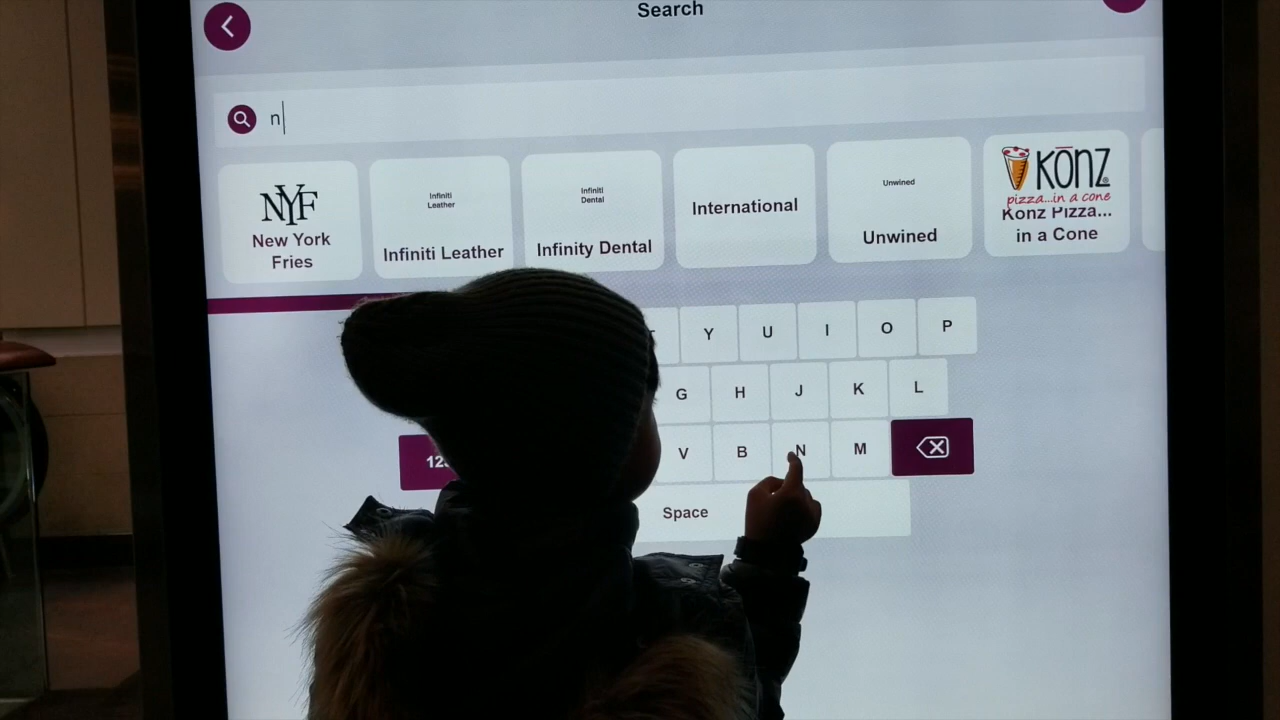 Search
n
NYF
New York
Fries
Infiniti
Leather
Infiniti Leather
Infiniti
Dental
Infinity Dental
International
Unwined
Unwined
KŌNZ
pizza...in a cone
Konz Pizza...
in a Cone
Y U I O P
G H J K L
V B N M
Space